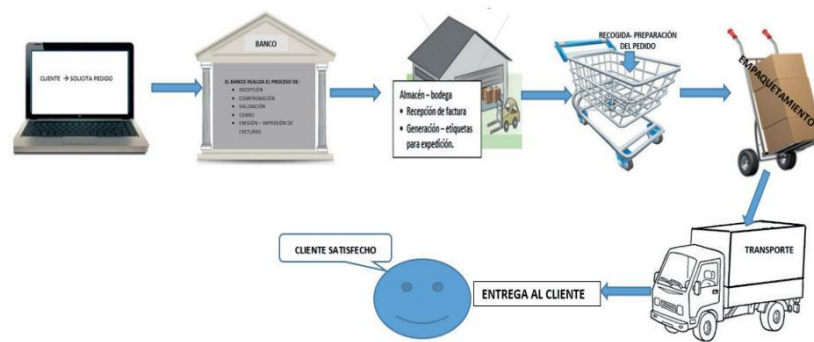 CLIENTE → SOLICITA PEDIDO
BANCO
EL BANCO REALIZA EL PROCESO DE:
• RECEPCIÓN
• COMPROBACIÓN
• VALIDACIÓN
• COBRO
• EMISIÓN – IMPRESIÓN DE
FACTURAS
Almacén – bodega
• Recepción de factura
• Generación – etiquetas
para expedición.
RECOGIDA- PREPARACIÓN
DEL PEDIDO
EMPAQUETAMIENTO
TRANSPORTE
ENTREGA AL CLIENTE
CLIENTE SATISFECHO